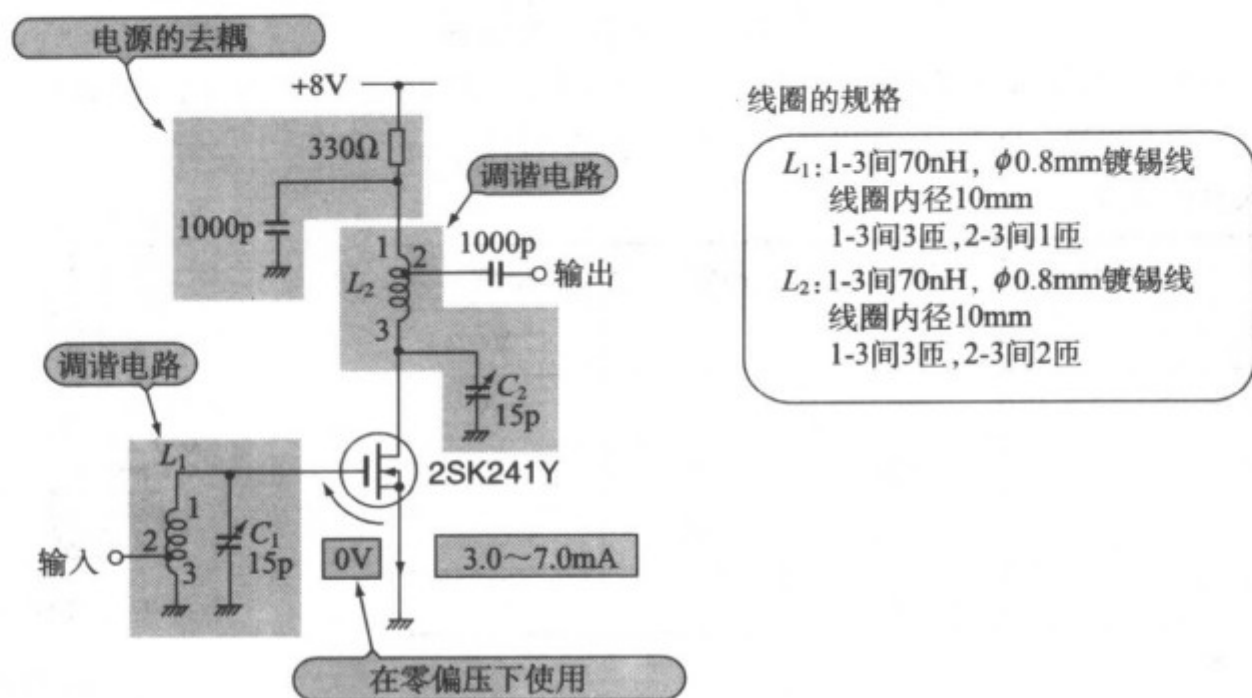 电源的去耦
+8V
330Ω
1000p
调谐电路
1
2
1000p
L₂
输出
3
C₂
15p
调谐电路
L₁
2SK241Y
1
2
输入
3
C₁
15p
0V
3.0～7.0mA
在零偏压下使用
线圈的规格
L₁:1-3间70nH, φ0.8mm镀锡线
线圈内径10mm
1-3间3匝,2-3间1匝
L₂:1-3间70nH, φ0.8mm镀锡线
线圈内径10mm
1-3间3匝,2-3间2匝